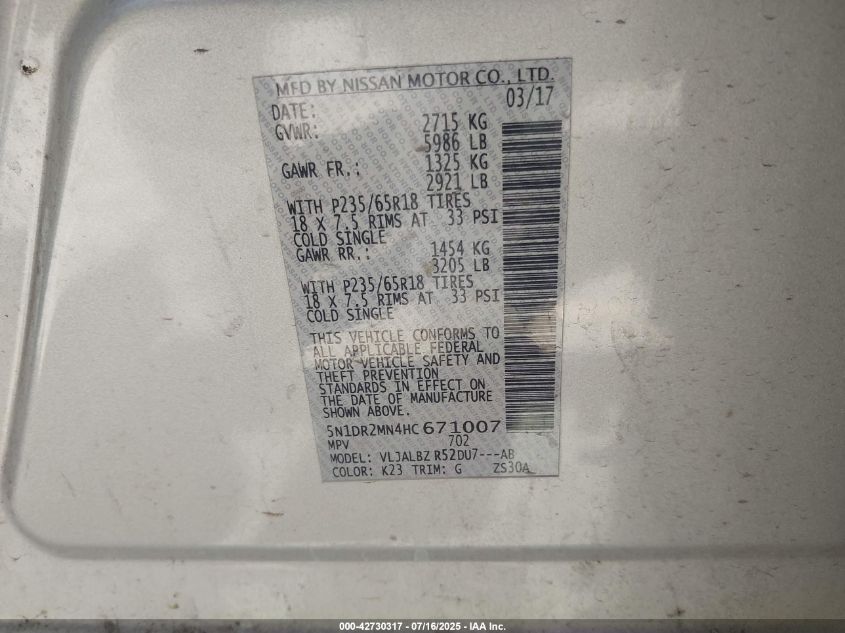 MFD BY NISSAN MOTOR CO., LTD.
DATE: 03/17
GVWR: 2715 KG
5986 LB
GAWR FR.: 1325 KG
2921 LB
WITH P235/65R18 TIRES
18 X 7.5 RIMS AT 33 PSI
COLD SINGLE
GAWR RR.: 1454 KG
3205 LB
WITH P235/65R18 TIRES
18 X 7.5 RIMS AT 33 PSI
COLD SINGLE
THIS VEHICLE CONFORMS TO
ALL APPLICABLE FEDERAL
MOTOR VEHICLE SAFETY AND
THEFT PREVENTION
STANDARDS IN EFFECT ON
THE DATE OF MANUFACTURE
SHOWN ABOVE.
5N1DR2MN4HC671007
MPV 702
MODEL: VLJALBZ R52DU7---AB
COLOR: K23 TRIM: G ZS30A
000-42730317 - 07/16/2025 - IAA Inc.